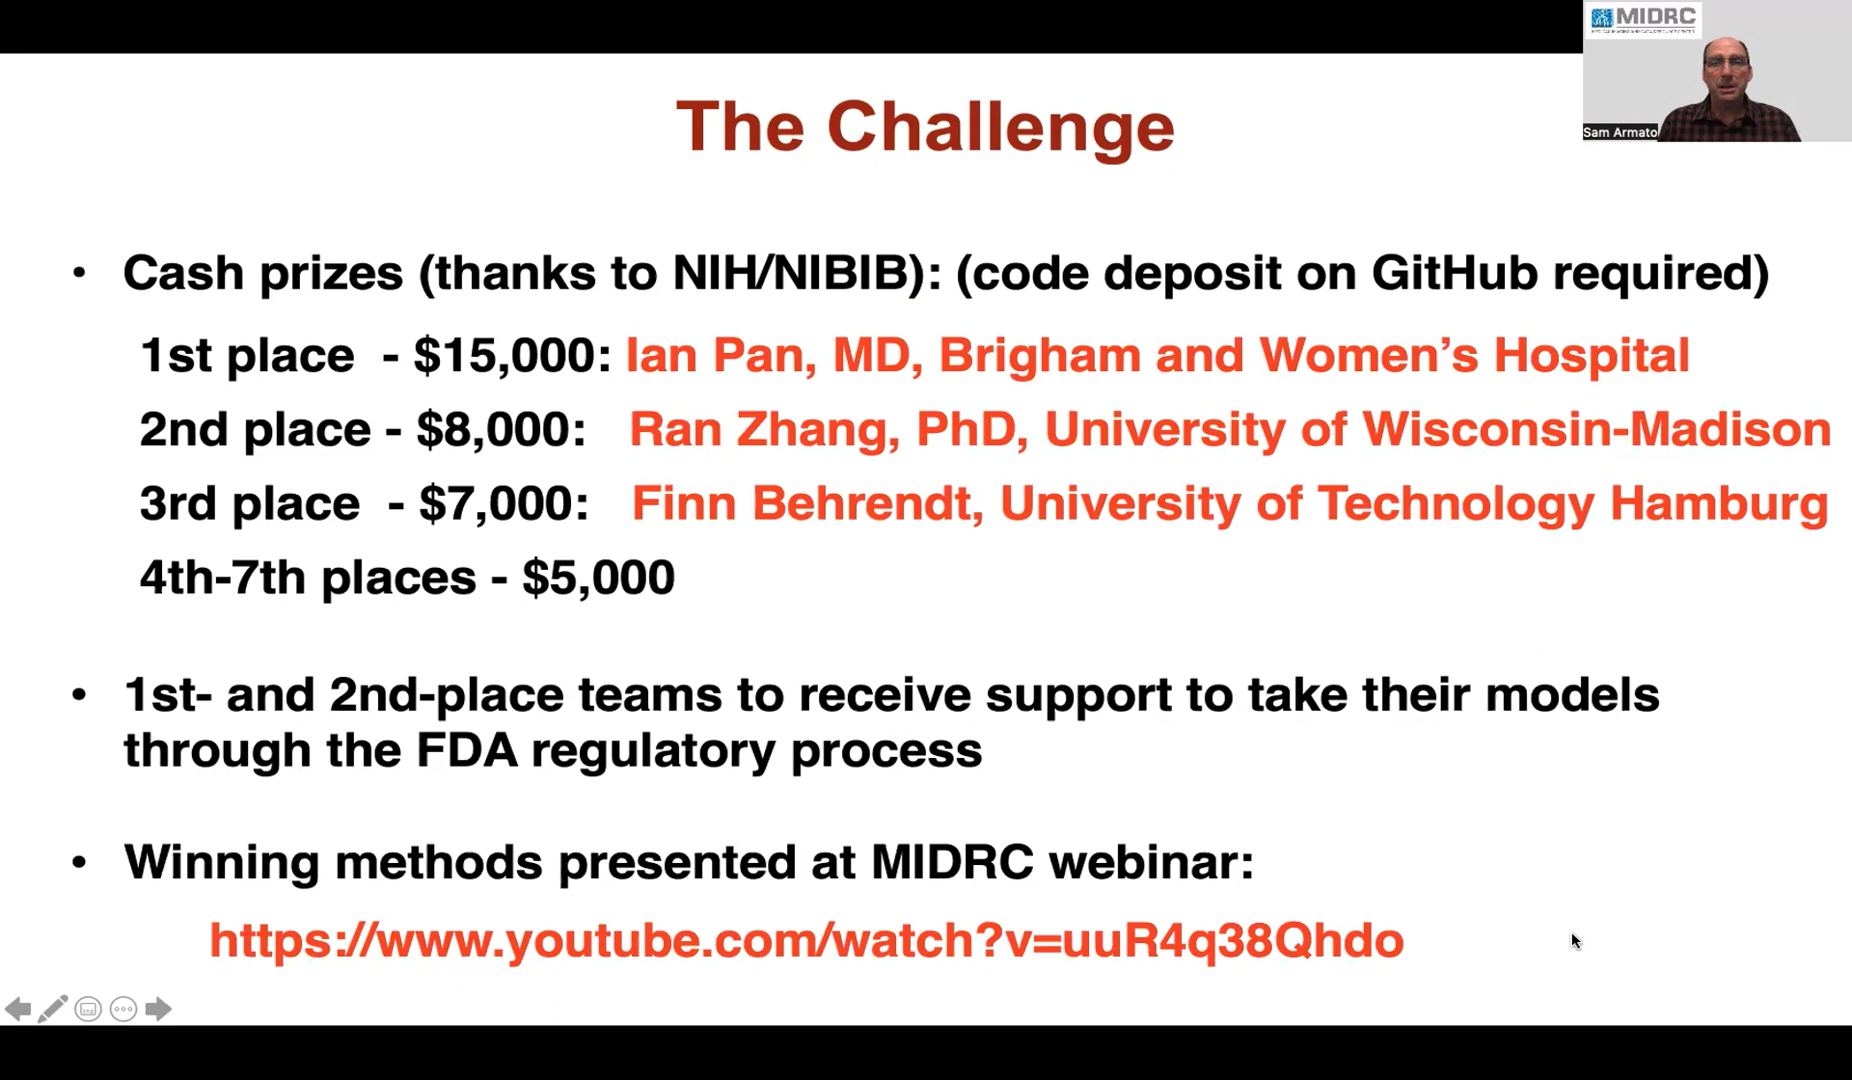 MIDRC
Sam Armato
The Challenge
• Cash prizes (thanks to NIH/NIBIB): (code deposit on GitHub required)
1st place - $15,000: Ian Pan, MD, Brigham and Women’s Hospital
2nd place - $8,000: Ran Zhang, PhD, University of Wisconsin-Madison
3rd place - $7,000: Finn Behrendt, University of Technology Hamburg
4th-7th places - $5,000
• 1st- and 2nd-place teams to receive support to take their models
through the FDA regulatory process
• Winning methods presented at MIDRC webinar:
https://www.youtube.com/watch?v=uuR4q38Qhdo